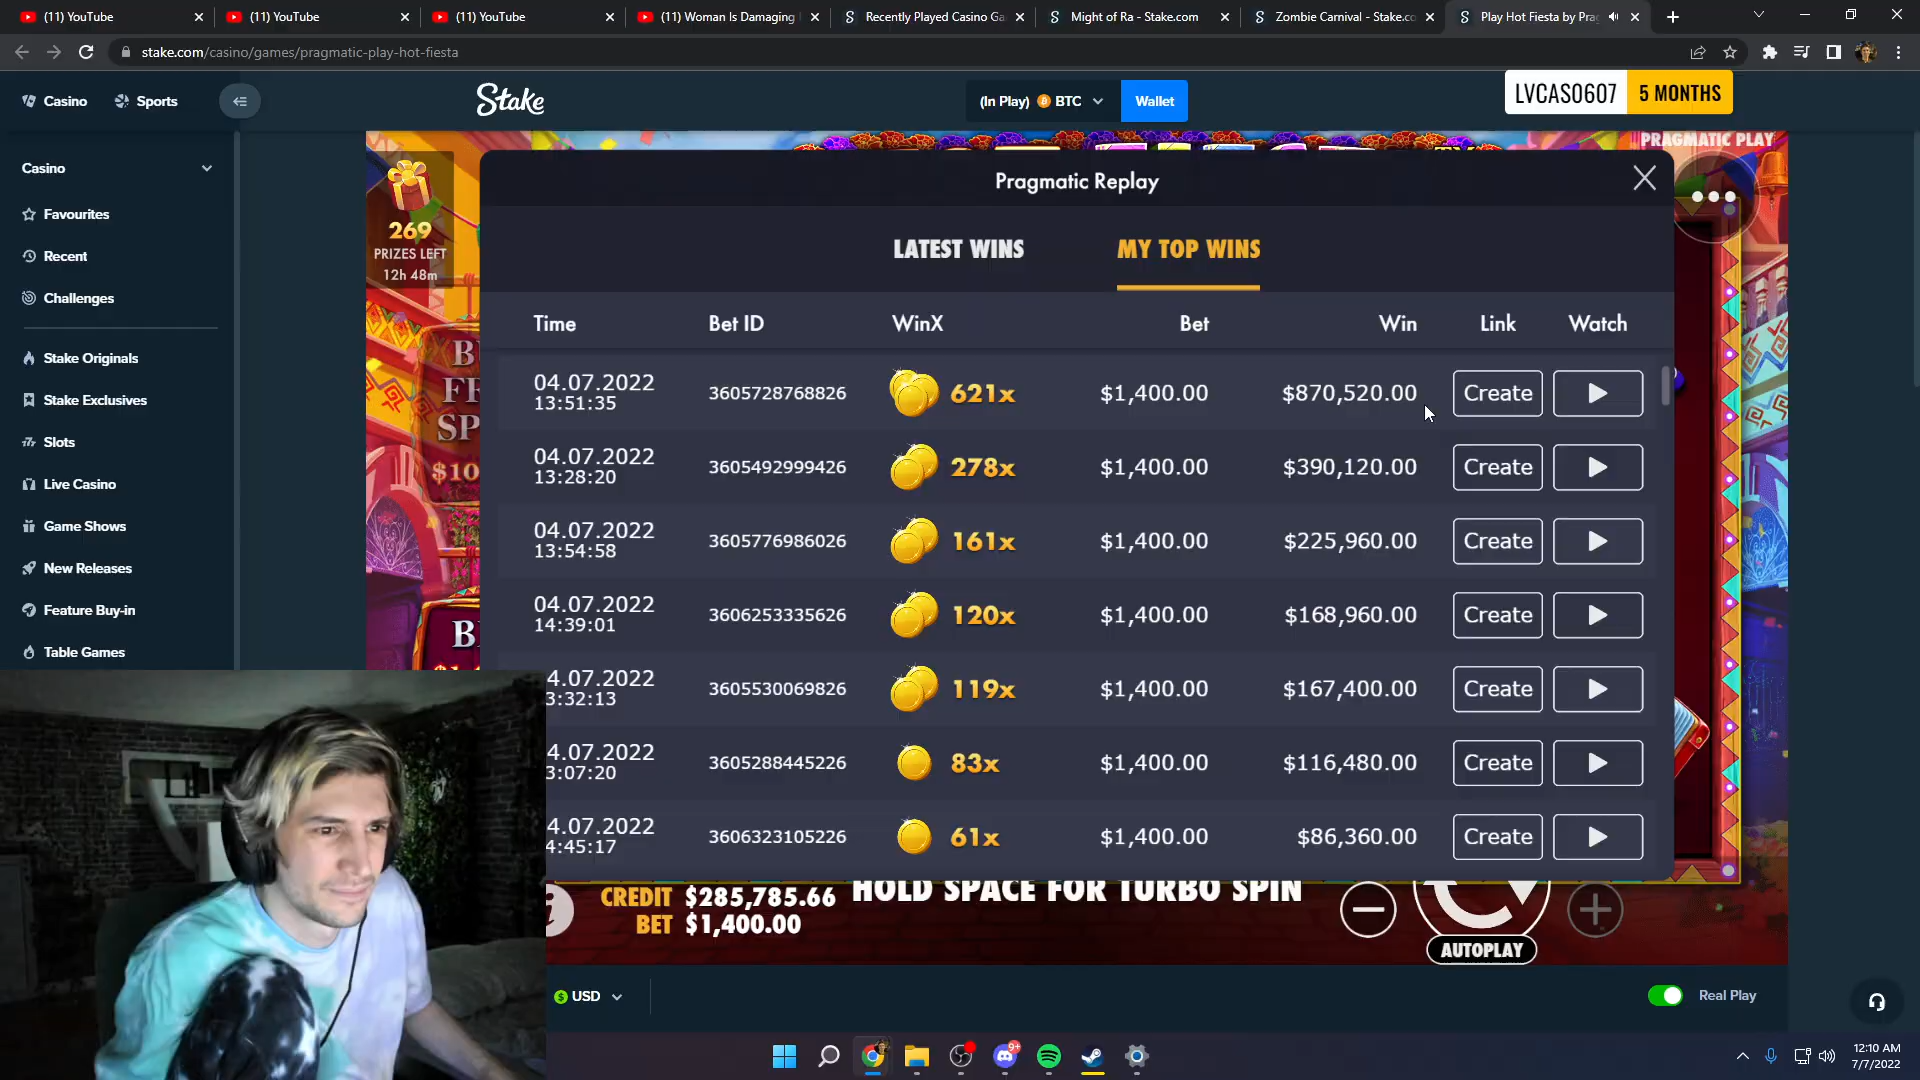 (11) YouTube
(11) YouTube
(11) YouTube
(11) Woman Is Damaging
Recently Played Casino Ga
Might of Ra - Stake.com
Zombie Carnival - Stake.co
Play Hot Fiesta by Pra
stake.com/casino/games/pragmatic-play-hot-fiesta
Casino
Sports
Stake
(In Play) BTC
Wallet
LVCAS0607
5 MONTHS
Casino
Favourites
Recent
Challenges
Stake Originals
Stake Exclusives
Slots
Live Casino
Game Shows
New Releases
Feature Buy-in
Table Games
269
PRIZES LEFT
12h 48m
PRAGMATIC PLAY
Pragmatic Replay
LATEST WINS
MY TOP WINS
Time Bet ID WinX Bet Win Link Watch
04.07.2022
13:51:35
3605728768826 621x $1,400.00 $870,520.00 Create
04.07.2022
13:28:20
3605492999426 278x $1,400.00 $390,120.00 Create
04.07.2022
13:54:58
3605776986026 161x $1,400.00 $225,960.00 Create
04.07.2022
14:39:01
3606253335626 120x $1,400.00 $168,960.00 Create
4.07.2022
3:32:13
3605530069826 119x $1,400.00 $167,400.00 Create
4.07.2022
3:07:20
3605288445226 83x $1,400.00 $116,480.00 Create
4.07.2022
4:45:17
3606323105226 61x $1,400.00 $86,360.00 Create
CREDIT $285,785.66
BET $1,400.00
HOLD SPACE FOR TURBO SPIN
AUTOPLAY
USD
Real Play
9+
12:10 AM
7/7/2022